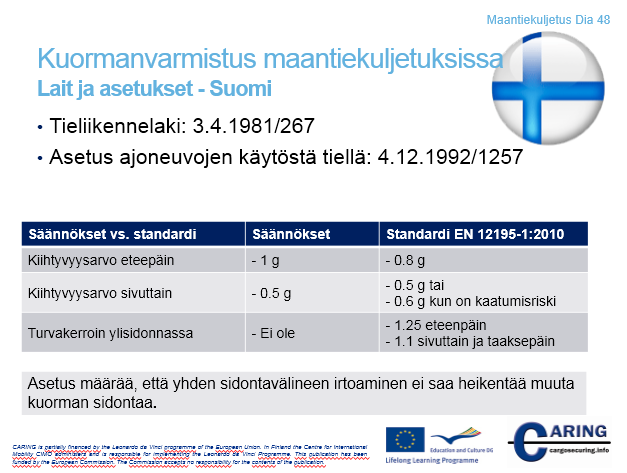 Maantiekuljetus Dia 48
Kuormanvarmistus maantiekuljetuksissa
Lait ja asetukset - Suomi
• Tieliikennelaki: 3.4.1981/267
• Asetus ajoneuvojen käytöstä tiellä: 4.12.1992/1257
Säännökset vs. standardi Säännökset Standardi EN 12195-1:2010
Kiihtyvyysarvo eteepäin - 1 g - 0.8 g
Kiihtyvyysarvo sivuttain - 0.5 g - 0.5 g tai
- 0.6 g kun on kaatumisriski
Turvakerroin ylisidonnassa - Ei ole - 1.25 eteenpäin
- 1.1 sivuttain ja taaksepäin
Asetus määrää, että yhden sidontavälineen irtoaminen ei saa heikentää muuta
kuorman sidontaa.
CARING is partially financed by the Leonardo da Vinci programme of the European Union. In Finland the Centre for International
Mobility CIMO administers and is responsible for implementing the Leonardo da Vinci Programme. This publication has been
funded by the European Commission. The Commission accepts no responsibility for the contents of the publication.
Education and Culture DG
Lifelong Learning Programme
CARING
cargosecuring.info